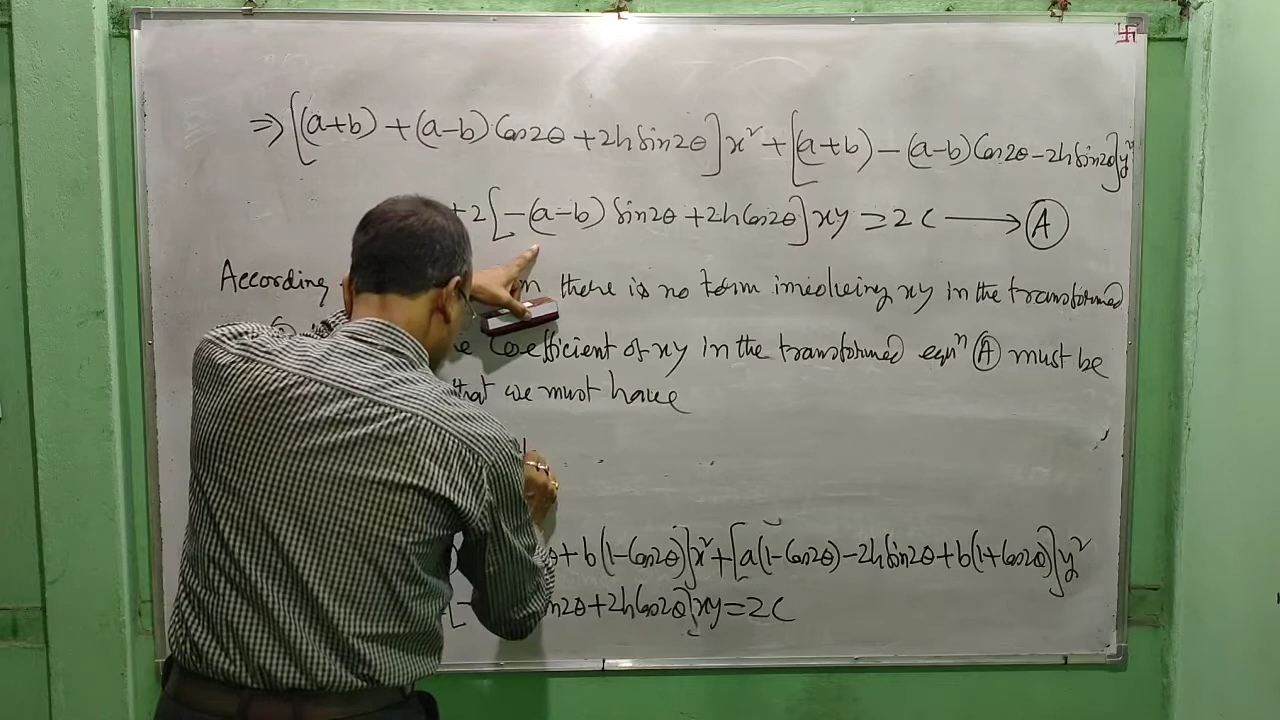 ⇒ [(a+b) + (a-b) Cos2θ + 2h Sin2θ] x² + [(a+b) - (a-b) Cos2θ - 2h Sin2θ] y²
+ 2 [-(a-b) Sin2θ + 2h Cos2θ] xy = 2C ⟶ Ⓐ
According there is no term involving xy in the transformed
Coefficient of xy in the transformed eqnⁿ Ⓐ must be
that we must have
θ + b(1-Cos2θ)] x² + [a(1-Cos2θ) - 2h Sin2θ + b(1+Cos2θ)] y²
in2θ + 2h Cos2θ] xy = 2C